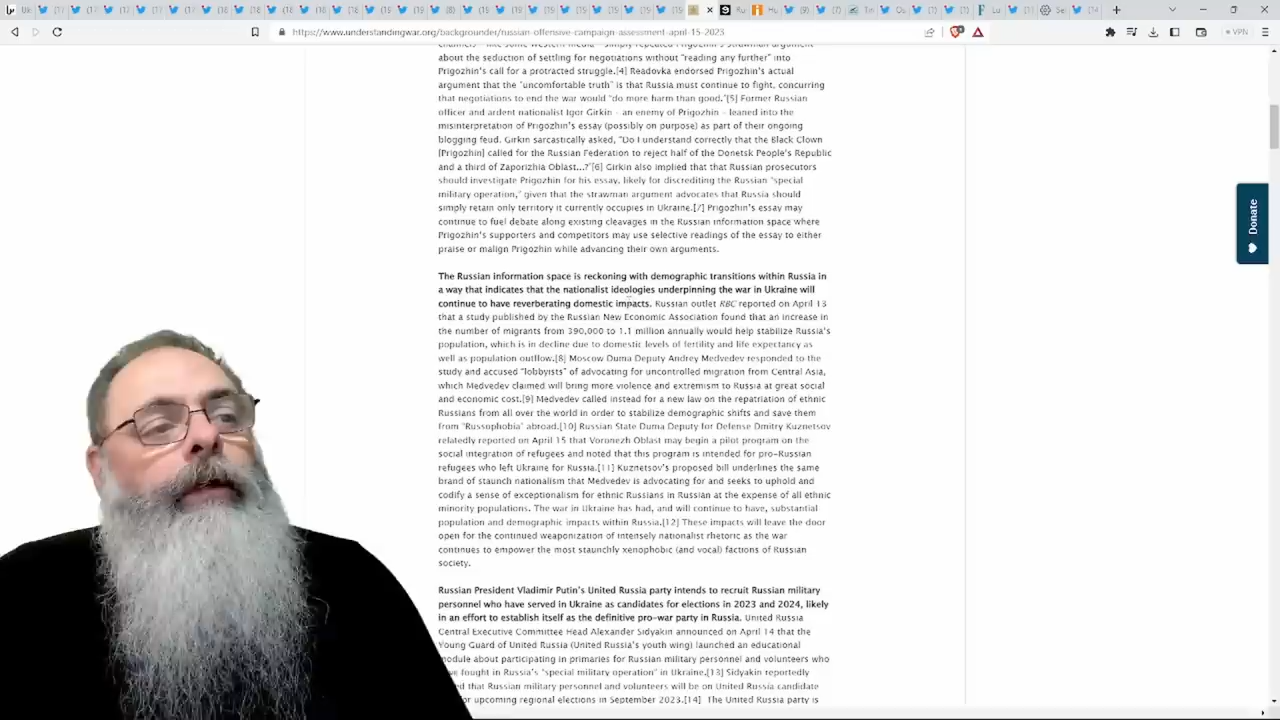 https://www.understandingwar.org/backgrounder/russian-offensive-campaign-assessment-april-15-2023
VPN
channels – like some Western media – simply repeated Prigozhin's strawman argument
about the seduction of settling for negotiations without "reading any further" into
Prigozhin's call for a protracted struggle.[4] Readovka endorsed Prigozhin's actual
argument that the "uncomfortable truth" is that Russia must continue to fight, concurring
that negotiations to end the war would "do more harm than good."[5] Former Russian
officer and ardent nationalist Igor Girkin – an enemy of Prigozhin – leaned into the
misinterpretation of Prigozhin's essay (possibly on purpose) as part of their ongoing
blogging feud. Girkin sarcastically asked, "Do I understand correctly that the Black Clown
[Prigozhin] called for the Russian Federation to reject half of the Donetsk People's Republic
and a third of Zaporizhia Oblast...?"[6] Girkin also implied that that Russian prosecutors
should investigate Prigozhin for his essay, likely for discrediting the Russian "special
military operation," given that the strawman argument advocates that Russia should
simply retain only territory it currently occupies in Ukraine.[7] Prigozhin's essay may
continue to fuel debate along existing cleavages in the Russian information space where
Prigozhin's supporters and competitors may use selective readings of the essay to either
praise or malign Prigozhin while advancing their own arguments.
The Russian information space is reckoning with demographic transitions within Russia in
a way that indicates that the nationalist ideologies underpinning the war in Ukraine will
continue to have reverberating domestic impacts. Russian outlet RBC reported on April 13
that a study published by the Russian New Economic Association found that an increase in
the number of migrants from 390,000 to 1.1 million annually would help stabilize Russia's
population, which is in decline due to domestic levels of fertility and life expectancy as
well as population outflow.[8] Moscow Duma Deputy Andrey Medvedev responded to the
study and accused "lobbyists" of advocating for uncontrolled migration from Central Asia,
which Medvedev claimed will bring more violence and extremism to Russia at great social
and economic cost.[9] Medvedev called instead for a new law on the repatriation of ethnic
Russians from all over the world in order to stabilize demographic shifts and save them
from "Russophobia" abroad.[10] Russian State Duma Deputy for Defense Dmitry Kuznetsov
relatedly reported on April 15 that Voronezh Oblast may begin a pilot program on the
social integration of refugees and noted that this program is intended for pro-Russian
refugees who left Ukraine for Russia.[11] Kuznetsov's proposed bill underlines the same
brand of staunch nationalism that Medvedev is advocating for and seeks to uphold and
codify a sense of exceptionalism for ethnic Russians in Russian at the expense of all ethnic
minority populations. The war in Ukraine has had, and will continue to have, substantial
population and demographic impacts within Russia.[12] These impacts will leave the door
open for the continued weaponization of intensely nationalist rhetoric as the war
continues to empower the most staunchly xenophobic (and vocal) factions of Russian
society.
Russian President Vladimir Putin's United Russia party intends to recruit Russian military
personnel who have served in Ukraine as candidates for elections in 2023 and 2024, likely
in an effort to establish itself as the definitive pro-war party in Russia. United Russia
Central Executive Committee Head Alexander Sidyakin announced on April 14 that the
Young Guard of United Russia (United Russia's youth wing) launched an educational
module about participating in primaries for Russian military personnel and volunteers who
fought in Russia's "special military operation" in Ukraine.[13] Sidyakin reportedly
that Russian military personnel and volunteers will be on United Russia candidate
for upcoming regional elections in September 2023.[14] The United Russia party is
Donate